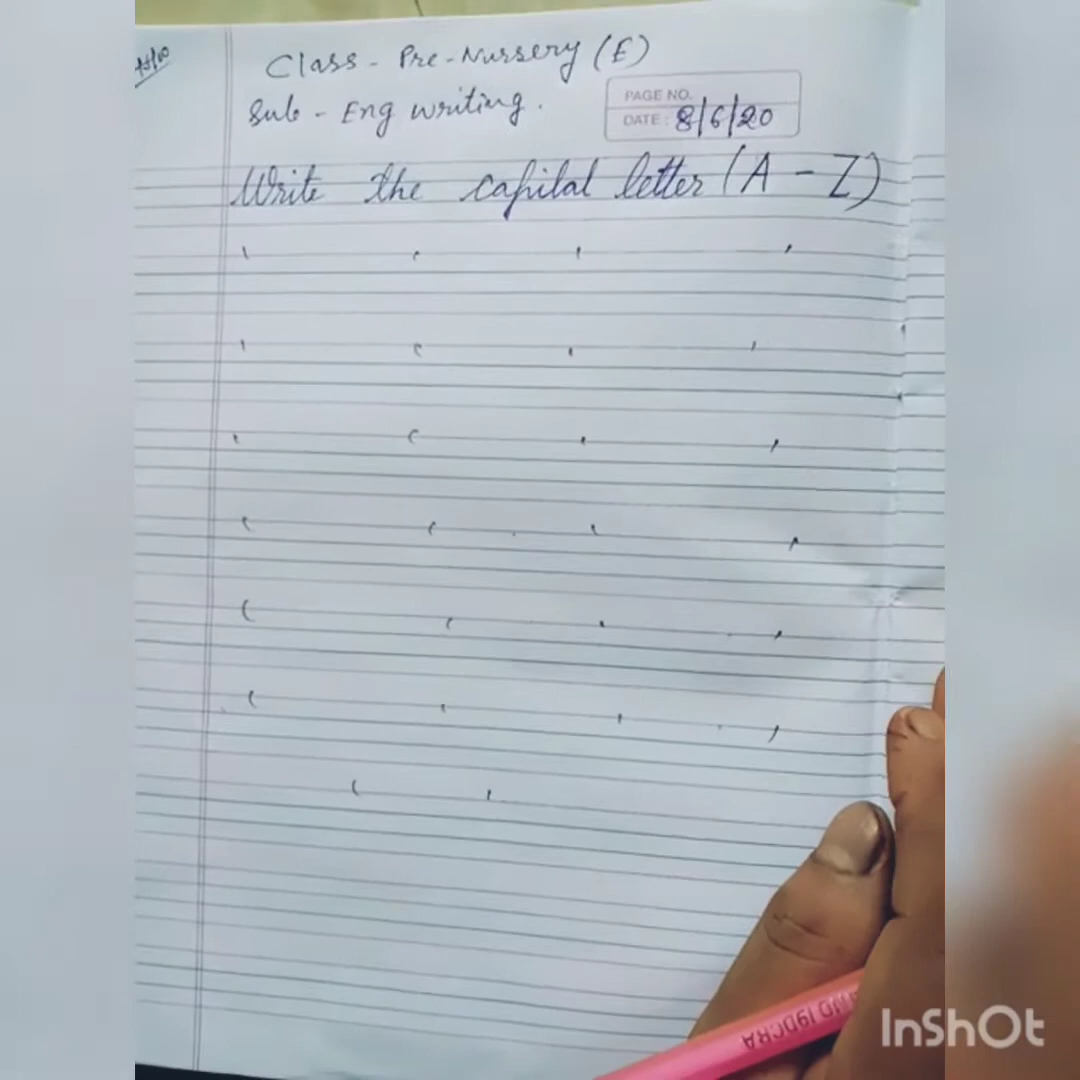 Class - Pre-Nursery (E)
Sub - Eng writing.
PAGE NO.
DATE : 8/6/20
Write the capital letter (A - Z)
InShOt